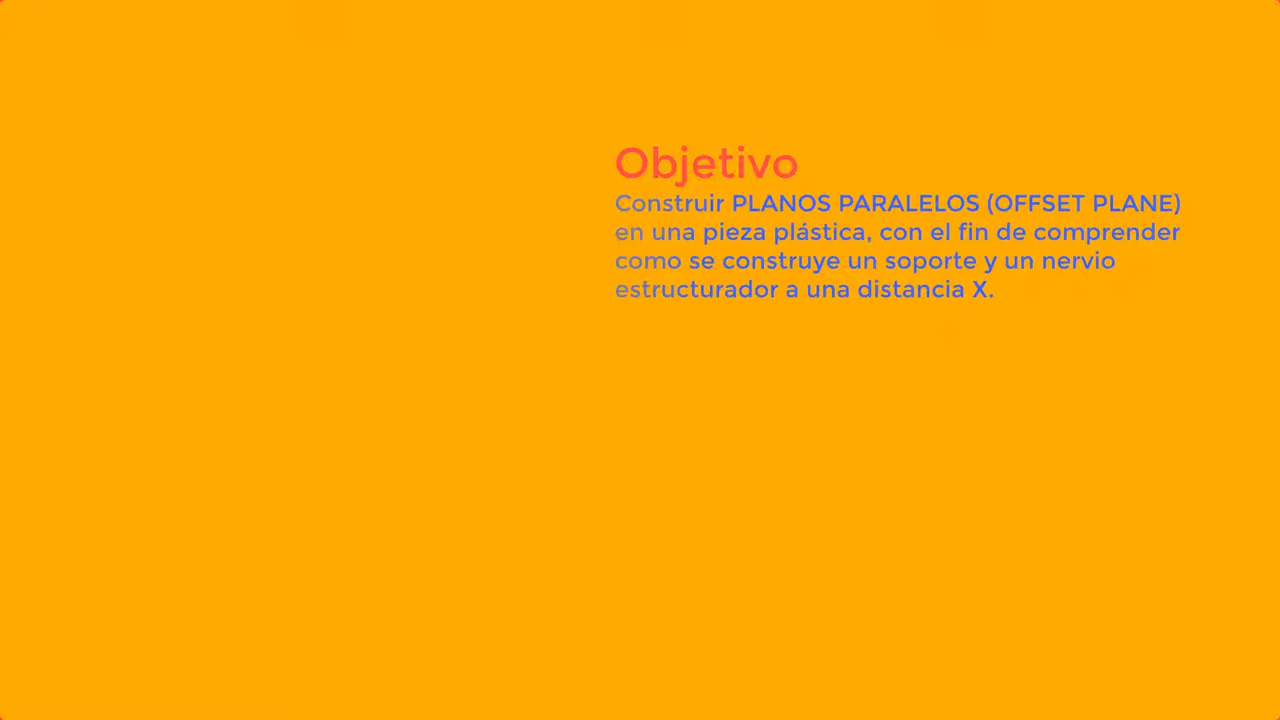 Objetivo
Construir PLANOS PARALELOS (OFFSET PLANE)
en una pieza plástica, con el fin de comprender
como se construye un soporte y un nervio
estructurador a una distancia X.